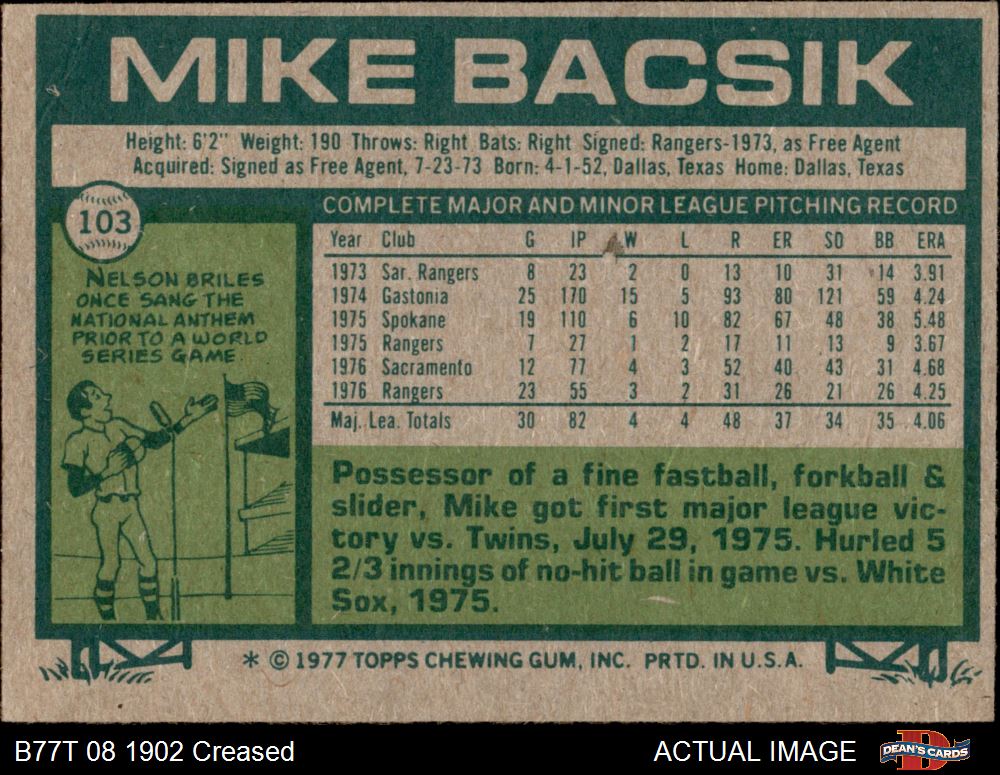 MIKE BACSIK
Height: 6'2" Weight: 190 Throws: Right Bats: Right Signed: Rangers-1973, as Free Agent
Acquired: Signed as Free Agent, 7-23-73 Born: 4-1-52, Dallas, Texas Home: Dallas, Texas
103
NELSON BRILES
ONCE SANG THE
NATIONAL ANTHEM
PRIOR TO A WORLD
SERIES GAME.
COMPLETE MAJOR AND MINOR LEAGUE PITCHING RECORD
Year Club G IP W L R ER SO BB ERA
1973 Sar. Rangers 8 23 2 0 13 10 31 14 3.91
1974 Gastonia 25 170 15 5 93 80 121 59 4.24
1975 Spokane 19 110 6 10 82 67 48 38 5.48
1975 Rangers 7 27 1 2 17 11 13 9 3.67
1976 Sacramento 12 77 4 3 52 40 43 31 4.68
1976 Rangers 23 55 3 2 31 26 21 26 4.25
Maj. Lea. Totals 30 82 4 4 48 37 34 35 4.06
Possessor of a fine fastball, forkball &
slider, Mike got first major league vic-
tory vs. Twins, July 29, 1975. Hurled 5
2/3 innings of no-hit ball in game vs. White
Sox, 1975.
* © 1977 TOPPS CHEWING GUM, INC. PRTD. IN U.S.A.
B77T 08 1902 Creased
ACTUAL IMAGE
D
DEAN'S CARDS